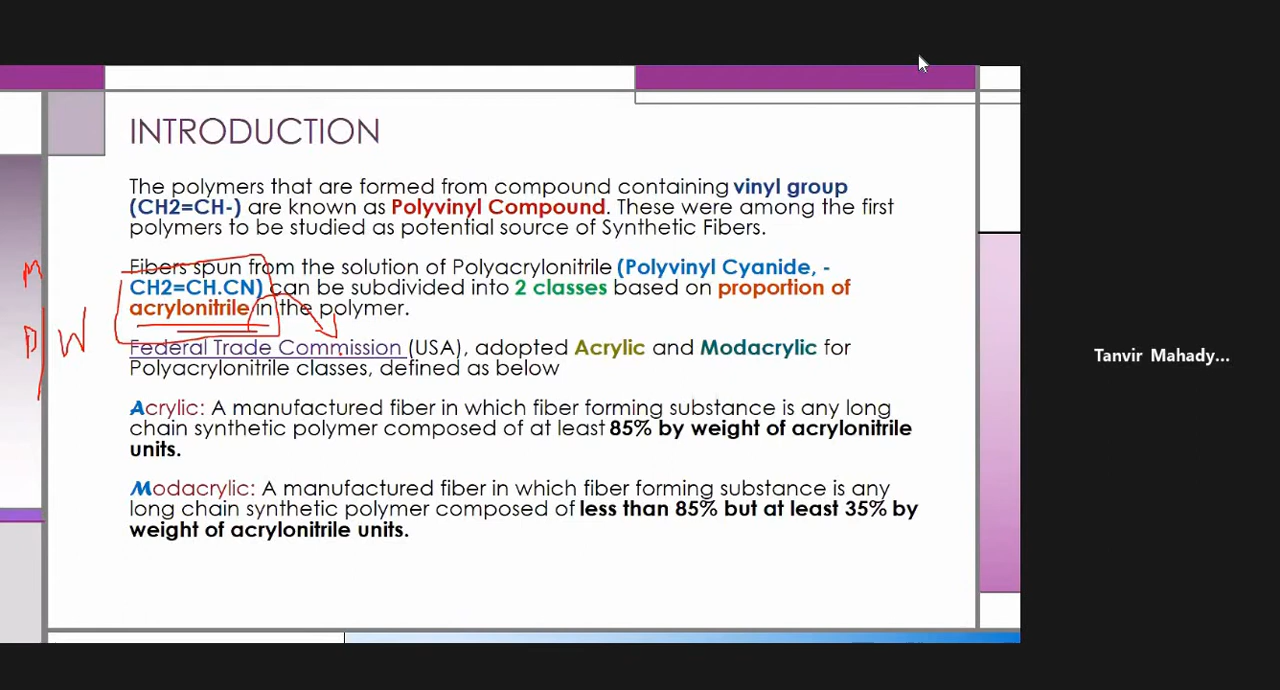 INTRODUCTION
The polymers that are formed from compound containing vinyl group
(CH2=CH-) are known as Polyvinyl Compound. These were among the first
polymers to be studied as potential source of Synthetic Fibers.
Fibers spun from the solution of Polyacrylonitrile (Polyvinyl Cyanide, -
CH2=CH.CN) can be subdivided into 2 classes based on proportion of
acrylonitrile in the polymer.
M
D W
Federal Trade Commission (USA), adopted Acrylic and Modacrylic for
Polyacrylonitrile classes, defined as below
Acrylic: A manufactured fiber in which fiber forming substance is any long
chain synthetic polymer composed of at least 85% by weight of acrylonitrile
units.
Modacrylic: A manufactured fiber in which fiber forming substance is any
long chain synthetic polymer composed of less than 85% but at least 35% by
weight of acrylonitrile units.
Tanvir Mahady...